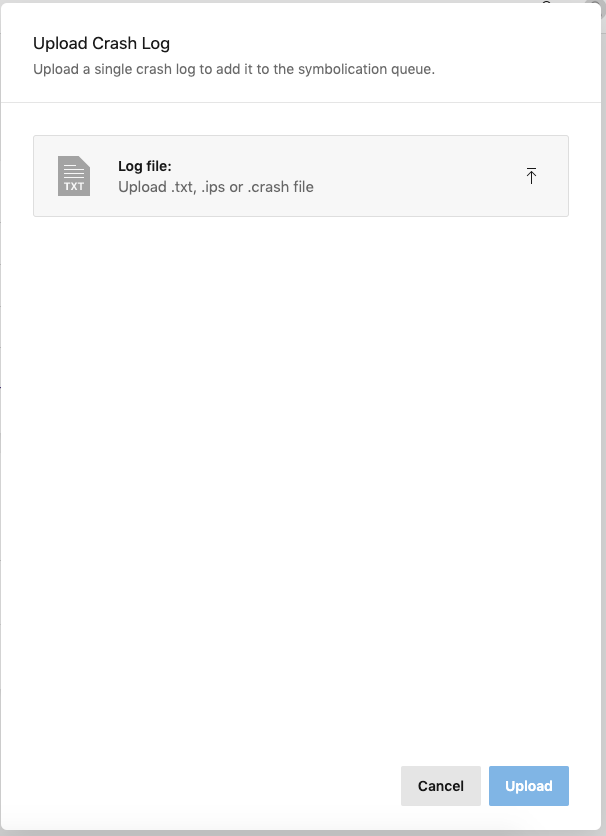 Upload Crash Log
Upload a single crash log to add it to the symbolication queue.
TXT
Log file:
Upload .txt, .ips or .crash file
Cancel
Upload